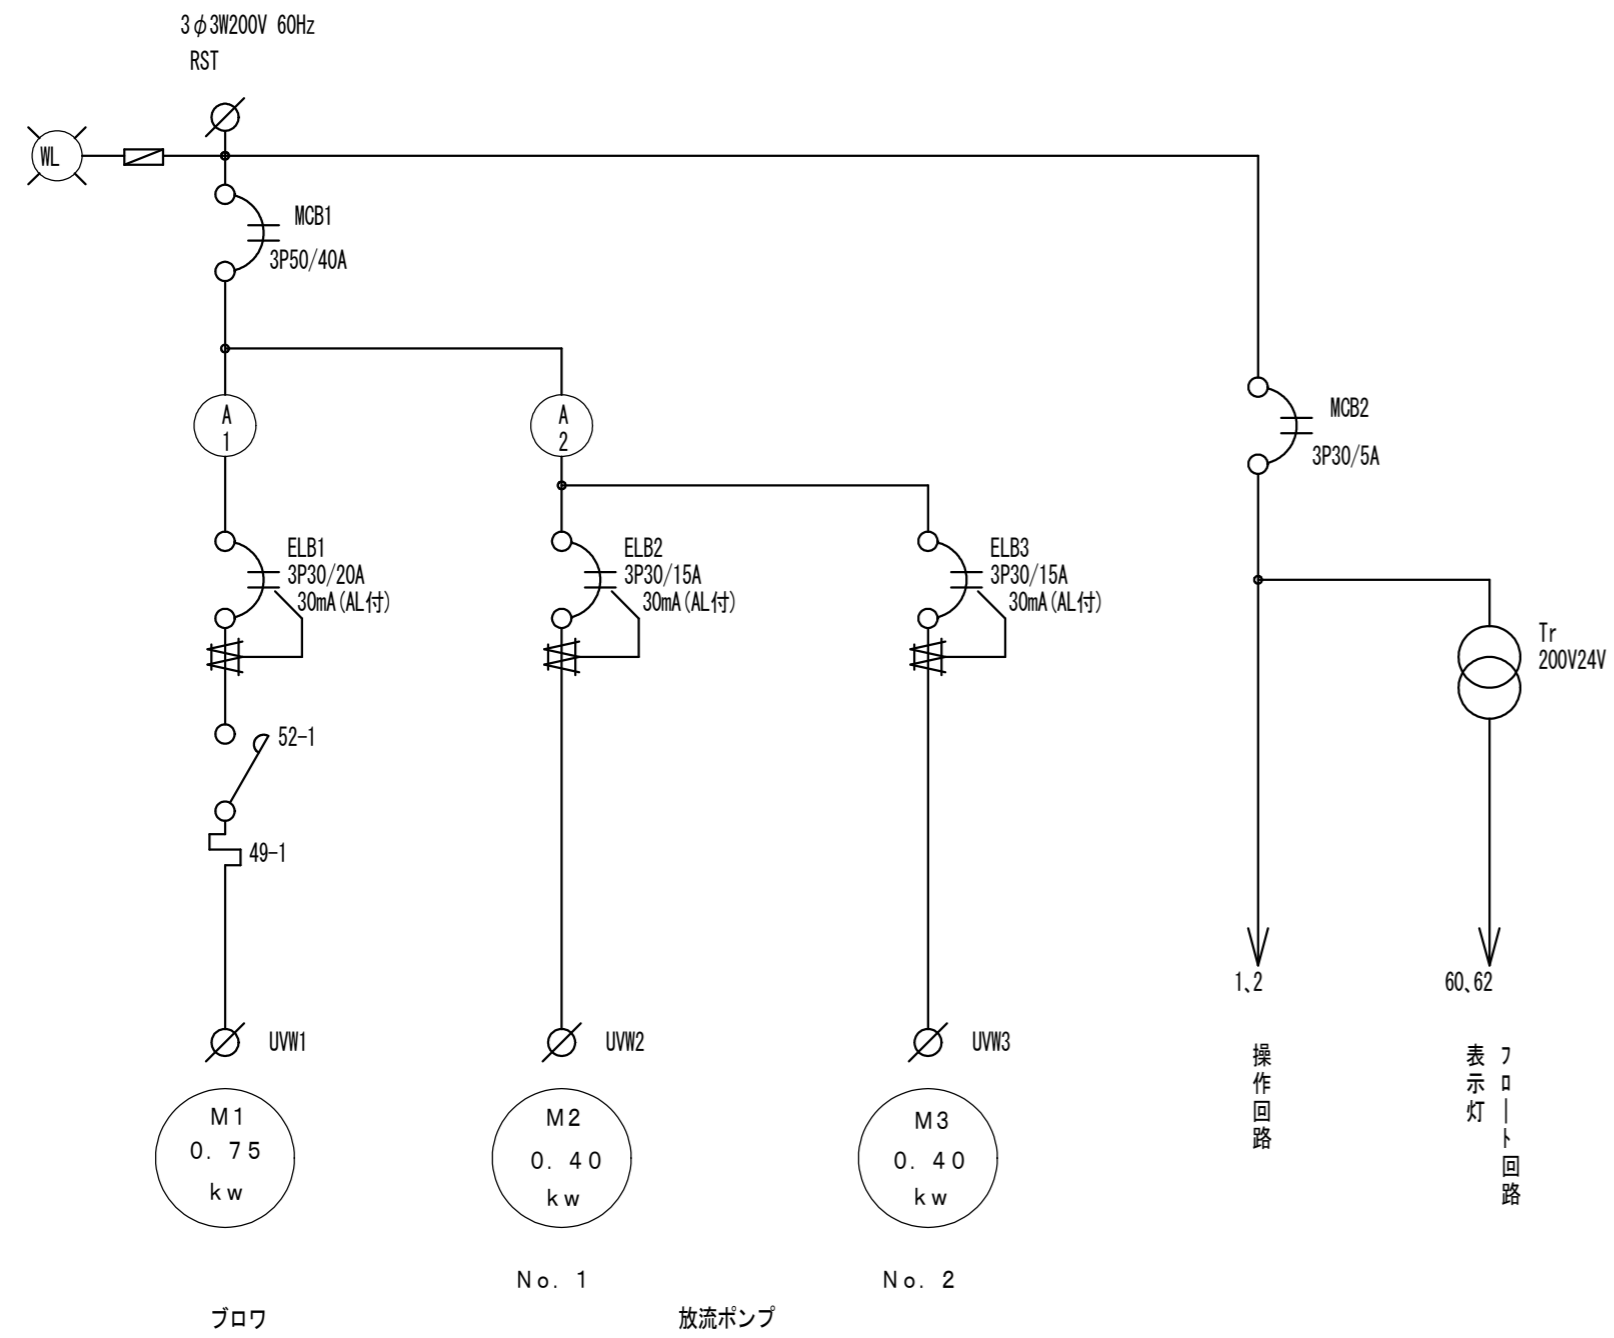 3φ3W200V 60Hz
RST
WL
MCB1
3P50/40A
A
1
A
2
MCB2
3P30/5A
ELB1
3P30/20A
30mA(AL付)
ELB2
3P30/15A
30mA(AL付)
ELB3
3P30/15A
30mA(AL付)
Tr
200V24V
52-1
49-1
1、2
60、62
UVW1
UVW2
UVW3
操作回路
フロート回路
表示灯
M1
0.75
kw
M2
0.40
kw
M3
0.40
kw
No.1
No.2
ブロワ
放流ポンプ